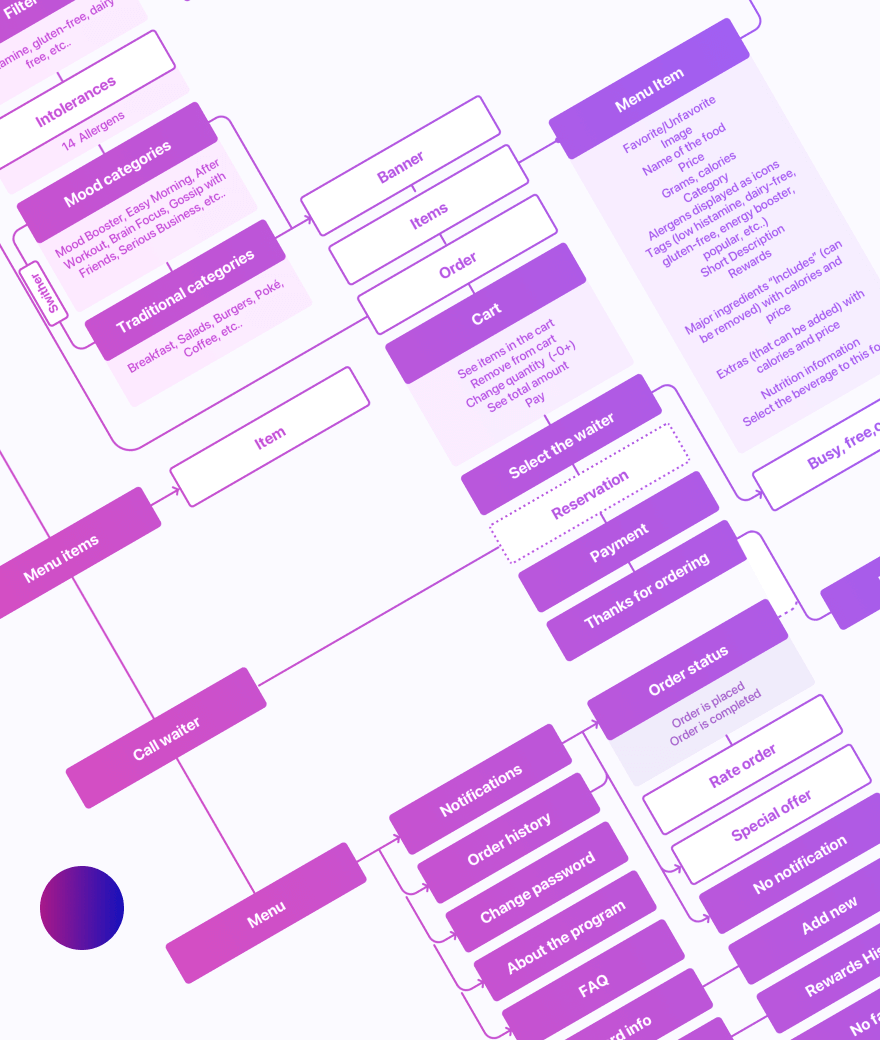 Filter
amine, gluten-free, dairy
free, etc..
Intolerances
14 Allergens
Mood categories
Mood Booster, Easy Morning, After
Workout, Brain Focus, Gossip with
Friends, Serious Business, etc..
Swither
Traditional categories
Breakfast, Salads, Burgers, Poké,
Coffee, etc..
Banner
Items
Order
Cart
See items in the cart
Remove from cart
Change quantity (-0+)
See total amount
Pay
Select the waiter
Reservation
Payment
Thanks for ordering
Menu Item
Favorite/Unfavorite
Image
Name of the food
Price
Grams, calories
Category
Alergens displayed as icons
Tags (low histamine, dairy-free,
gluten-free, energy booster,
popular, etc..)
Short Description
Rewards
Major ingredients "Includes" (can
be removed) with calories and
price
Extras (that can be added) with
calories and price
Nutrition information
Select the beverage to this fo
Busy, free,
Item
Menu items
Call waiter
Menu
Order status
Order is placed
Order is completed
Rate order
Special offer
No notification
Add new
Rewards His
No fa
Notifications
Order history
Change password
About the program
FAQ
rd info